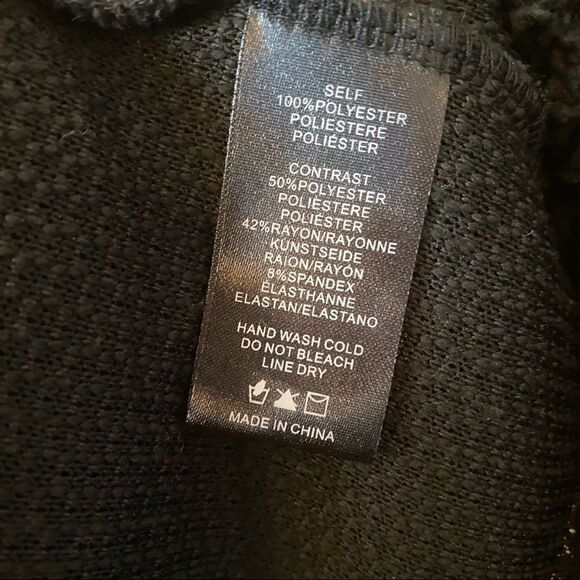 SELF
100%POLYESTER
POLIESTERE
POLIÉSTER
CONTRAST
50%POLYESTER
POLIESTERE
POLIÉSTER
42%RAYON/RAYONNE
KUNSTSEIDE
RAION/RAYÓN
8%SPANDEX
ÉLASTHANNE
ELASTAN/ELASTANO
HAND WASH COLD
DO NOT BLEACH
LINE DRY
MADE IN CHINA